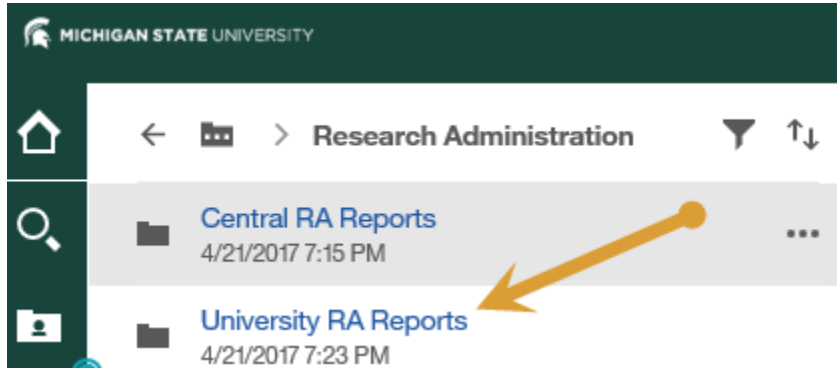 MICHIGAN STATE UNIVERSITY
Research Administration
Central RA Reports
4/21/2017 7:15 PM
University RA Reports
4/21/2017 7:23 PM